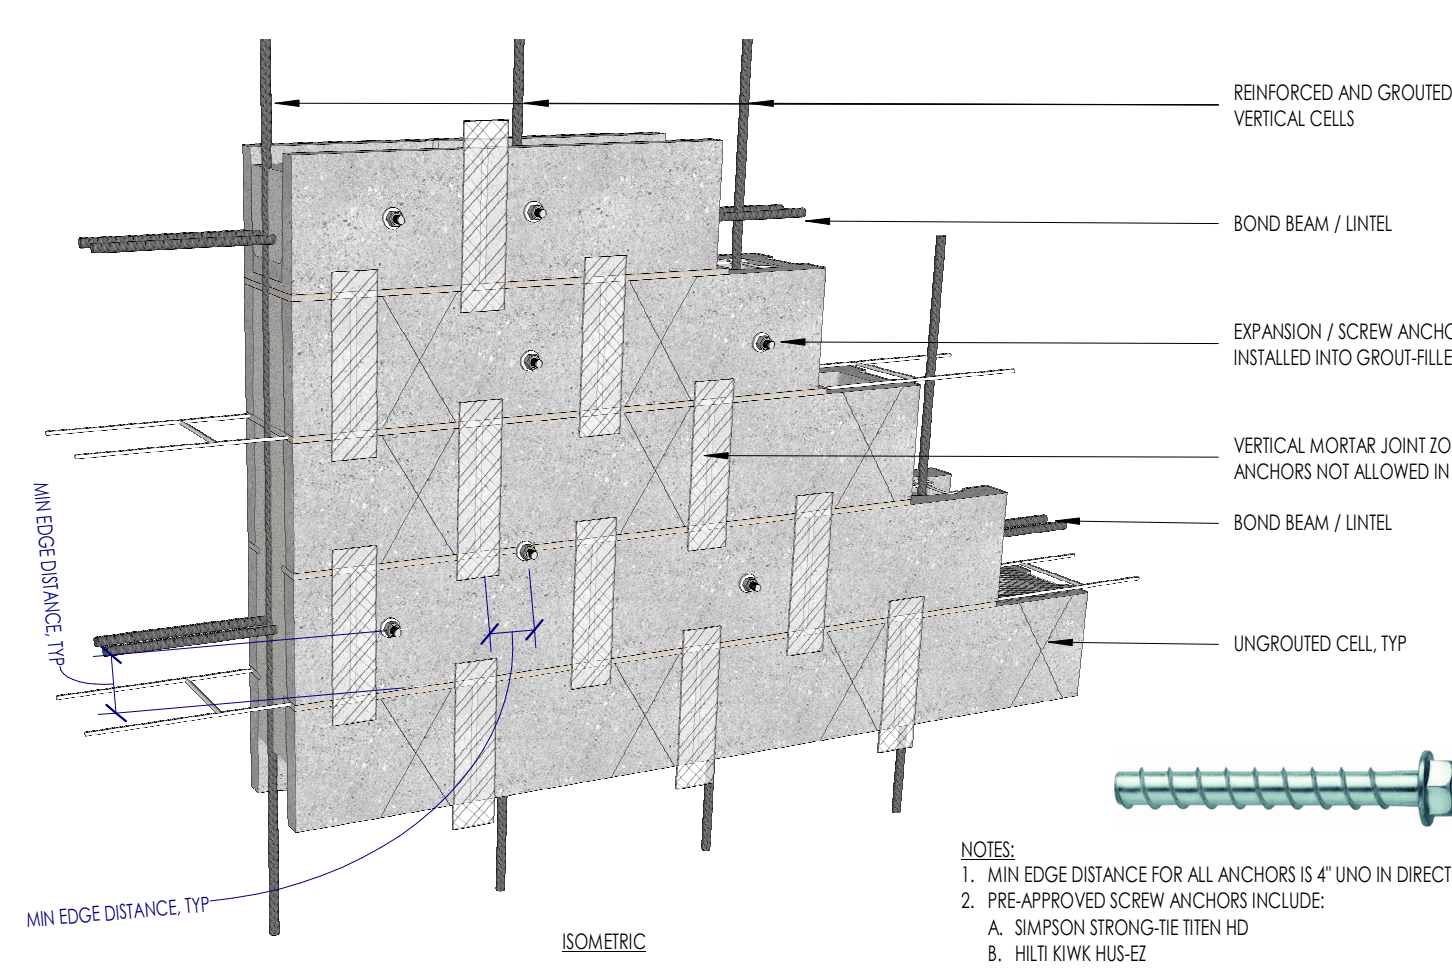 REINFORCED AND GROUTED
VERTICAL CELLS
BOND BEAM / LINTEL
EXPANSION / SCREW ANCHO
INSTALLED INTO GROUT-FILLE
VERTICAL MORTAR JOINT ZO
ANCHORS NOT ALLOWED IN
BOND BEAM / LINTEL
UNGROUTED CELL, TYP
MIN EDGE DISTANCE, TYP
MIN EDGE DISTANCE, TYP
ISOMETRIC
NOTES:
1. MIN EDGE DISTANCE FOR ALL ANCHORS IS 4" UNO IN DIRECT
2. PRE-APPROVED SCREW ANCHORS INCLUDE:
A. SIMPSON STRONG-TIE TITEN HD
B. HILTI KIWK HUS-EZ